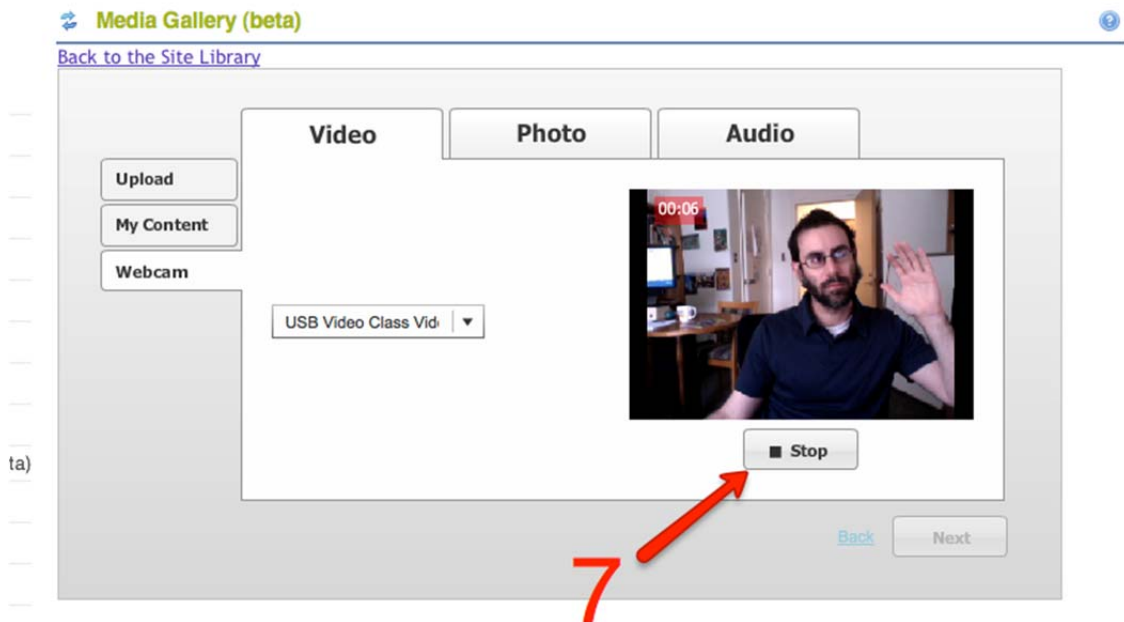 Media Gallery (beta)
Back to the Site Library
Video
Photo
Audio
Upload
My Content
Webcam
00:06
USB Video Class Vid
Stop
ta)
Back
Next
7